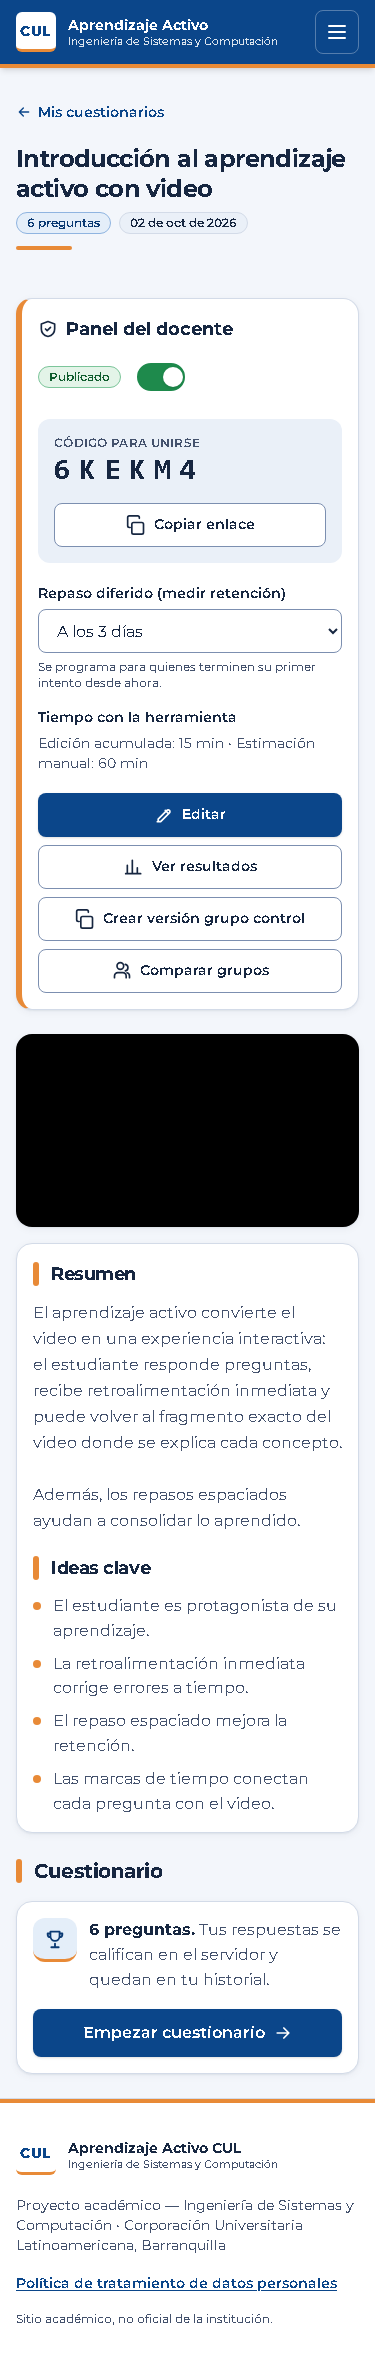 CUL
Aprendizaje Activo
Ingeniería de Sistemas y Computación
← Mis cuestionarios
Introducción al aprendizaje
activo con video
6 preguntas
02 de oct de 2026
Panel del docente
Publicado
CÓDIGO PARA UNIRSE
6KEKM4
Copiar enlace
Repaso diferido (medir retención)
A los 3 días
Se programa para quienes terminen su primer
intento desde ahora.
Tiempo con la herramienta
Edición acumulada: 15 min · Estimación
manual: 60 min
Editar
Ver resultados
Crear versión grupo control
Comparar grupos
Resumen
El aprendizaje activo convierte el
video en una experiencia interactiva:
el estudiante responde preguntas,
recibe retroalimentación inmediata y
puede volver al fragmento exacto del
video donde se explica cada concepto.
Además, los repasos espaciados
ayudan a consolidar lo aprendido.
Ideas clave
El estudiante es protagonista de su
aprendizaje.
La retroalimentación inmediata
corrige errores a tiempo.
El repaso espaciado mejora la
retención.
Las marcas de tiempo conectan
cada pregunta con el video.
Cuestionario
6 preguntas. Tus respuestas se
califican en el servidor y
quedan en tu historial.
Empezar cuestionario →
CUL
Aprendizaje Activo CUL
Ingeniería de Sistemas y Computación
Proyecto académico — Ingeniería de Sistemas y
Computación · Corporación Universitaria
Latinoamericana, Barranquilla
Política de tratamiento de datos personales
Sitio académico, no oficial de la institución.